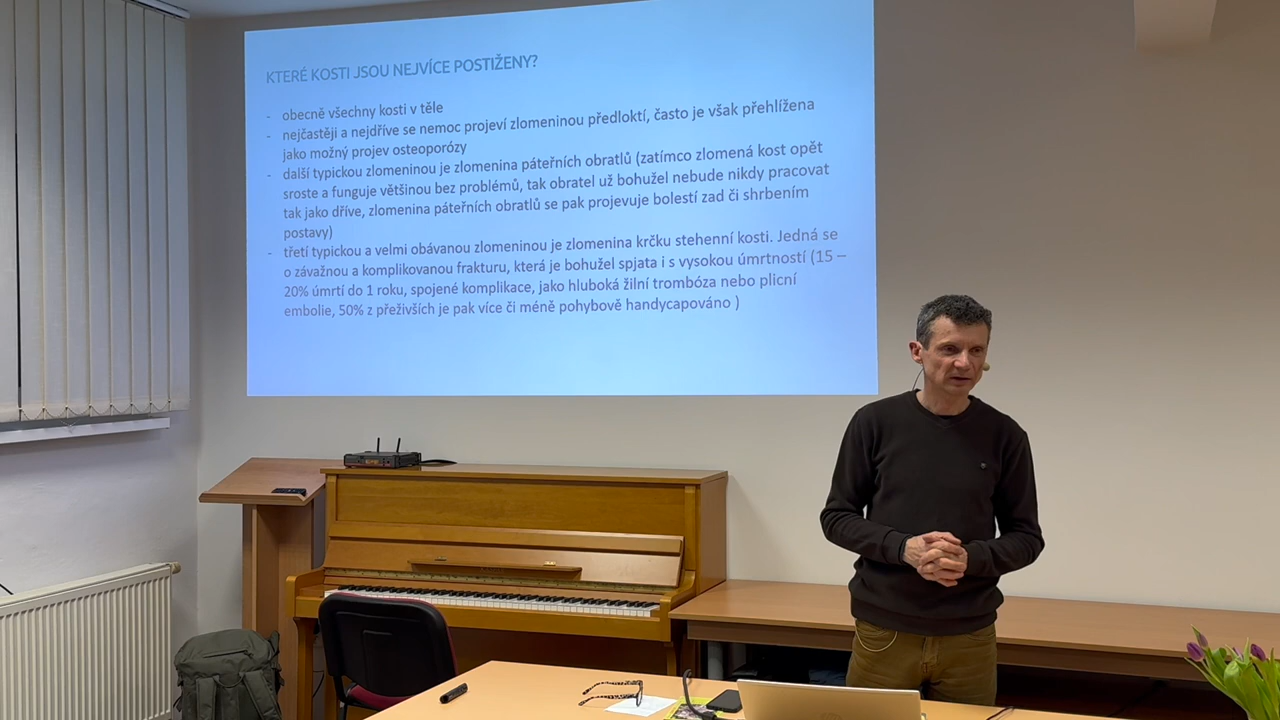 KTERÉ KOSTI JSOU NEJVÍCE POSTIŽENY?
- obecně všechny kosti v těle
- nejčastěji a nejdříve se nemoc projeví zlomeninou předloktí, často je však přehlížena
jako možný projev osteoporózy
- další typickou zlomeninou je zlomenina páteřních obratlů (zatímco zlomená kost opět
sroste a funguje většinou bez problémů, tak obratel už bohužel nebude nikdy pracovat
tak jako dříve, zlomenina páteřních obratlů se pak projevuje bolestí zad či shrbením
postavy)
- třetí typickou a velmi obávanou zlomeninou je zlomenina krčku stehenní kosti. Jedná se
o závažnou a komplikovanou frakturu, která je bohužel spjata i s vysokou úmrtností (15 –
20% úmrtí do 1 roku, spojené komplikace, jako hluboká žilní trombóza nebo plicní
embolie, 50% z přeživších je pak více či méně pohybově handycapováno )